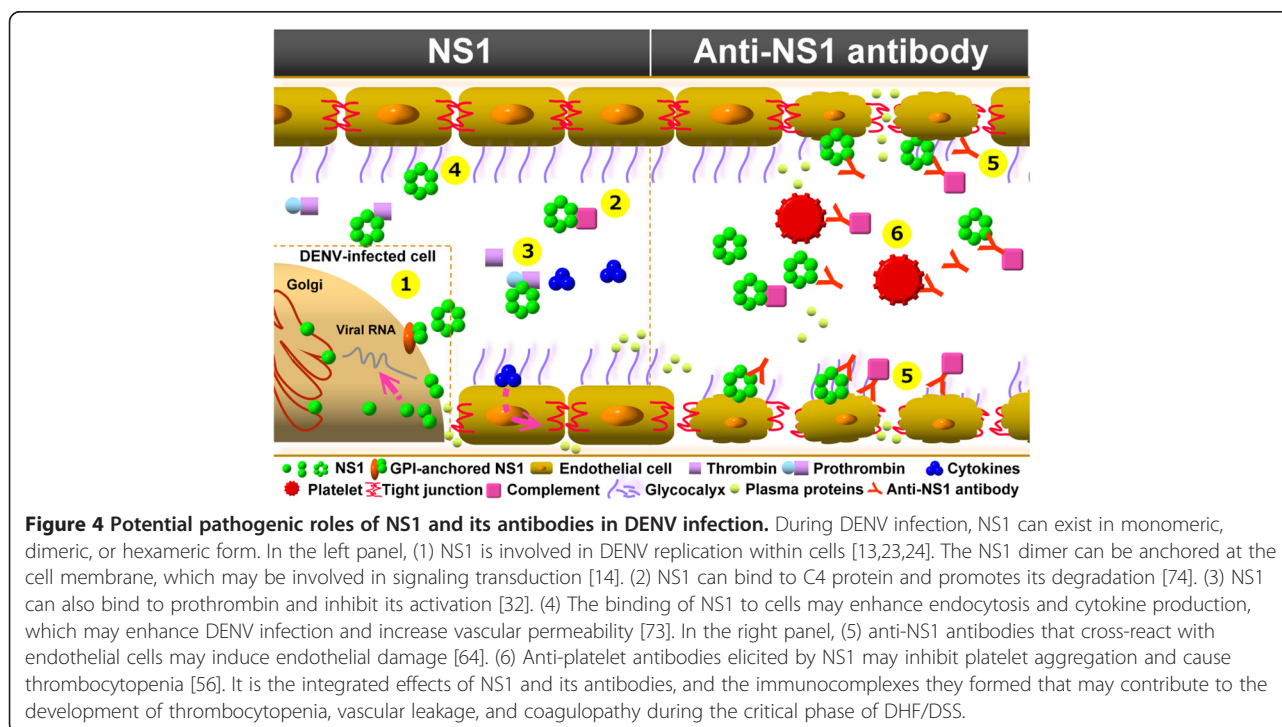 NS1 Anti-NS1 antibody
4
5
2
6
3
DENV-infected cell
1
Golgi
Viral RNA
5
NS1 GPI-anchored NS1 Endothelial cell Thrombin Prothrombin Cytokines
Platelet Tight junction Complement Glycocalyx Plasma proteins Anti-NS1 antibody
Figure 4 Potential pathogenic roles of NS1 and its antibodies in DENV infection. During DENV infection, NS1 can exist in monomeric,
dimeric, or hexameric form. In the left panel, (1) NS1 is involved in DENV replication within cells [13,23,24]. The NS1 dimer can be anchored at the
cell membrane, which may be involved in signaling transduction [14]. (2) NS1 can bind to C4 protein and promotes its degradation [74]. (3) NS1
can also bind to prothrombin and inhibit its activation [32]. (4) The binding of NS1 to cells may enhance endocytosis and cytokine production,
which may enhance DENV infection and increase vascular permeability [73]. In the right panel, (5) anti-NS1 antibodies that cross-react with
endothelial cells may induce endothelial damage [64]. (6) Anti-platelet antibodies elicited by NS1 may inhibit platelet aggregation and cause
thrombocytopenia [56]. It is the integrated effects of NS1 and its antibodies, and the immunocomplexes they formed that may contribute to the
development of thrombocytopenia, vascular leakage, and coagulopathy during the critical phase of DHF/DSS.